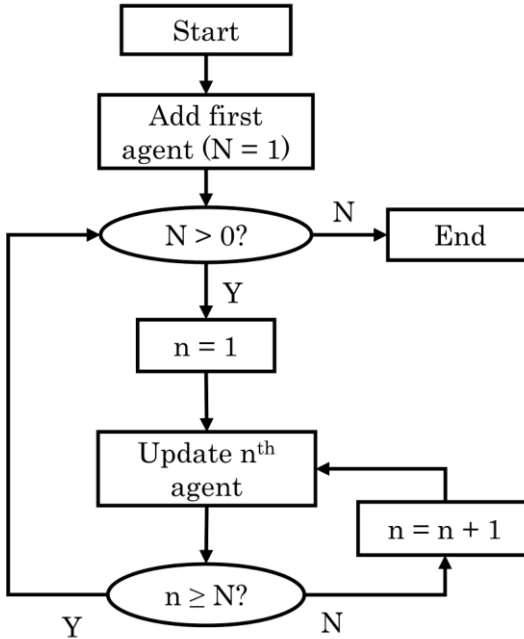 Start
Add first
agent (N = 1)
N > 0?
N
End
Y
n = 1
Update nᵗʰ
agent
n = n + 1
n ≥ N?
Y
N